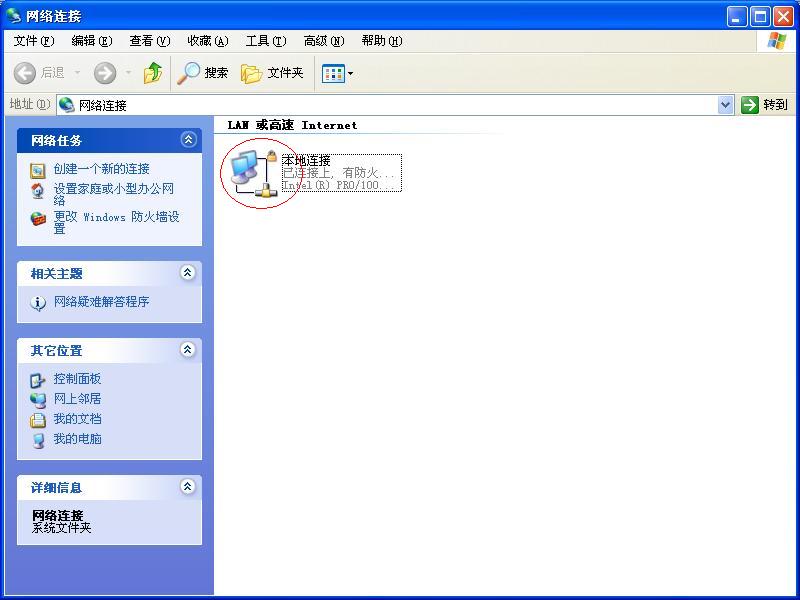 网络连接
文件(F) 编辑(E) 查看(V) 收藏(A) 工具(T) 高级(N) 帮助(H)
后退 搜索 文件夹
地址(D) 网络连接 转到
网络任务
创建一个新的连接
设置家庭或小型办公网
络
更改 Windows 防火墙设
置
相关主题
网络疑难解答程序
其它位置
控制面板
网上邻居
我的文档
我的电脑
详细信息
网络连接
系统文件夹
LAN 或高速 Internet
本地连接
已连接上, 有防火...
Intel(R) PRO/100...